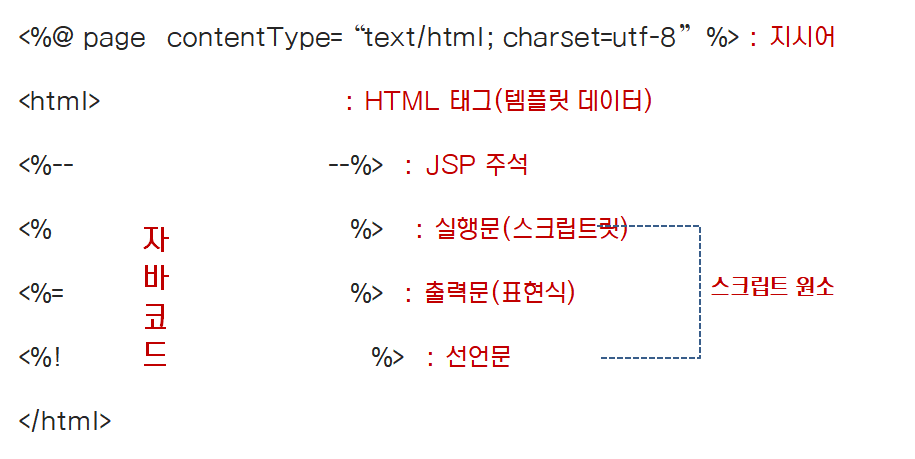 <%@ page contentType= “text/html; charset=utf-8” %> : 지시어
<html> : HTML 태그(템플릿 데이터)
<%-- --%> : JSP 주석
<% %> : 실행문(스크립트릿)
<%= %> : 출력문(표현식)
<%! %> : 선언문
</html>
자
바
코
드
스크립트 원소